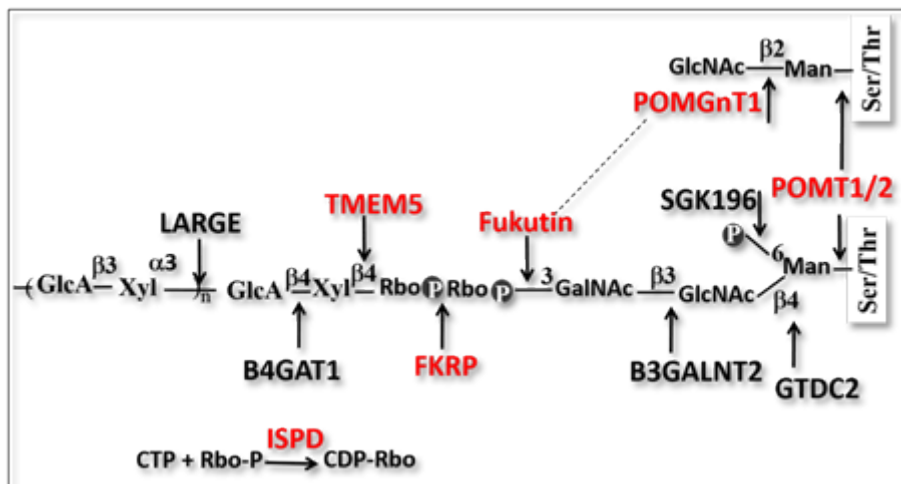 GlcNAc β2 Man Ser/Thr
POMGnT1
POMT1/2
SGK196
TMEM5
LARGE
Fukutin
P
6
( GlcA β3 Xyl α3 )n GlcA β4 Xyl β4 Rbo P Rbo P 3 GalNAc β3 GlcNAc β4 Man Ser/Thr
B4GAT1
FKRP
B3GALNT2
GTDC2
ISPD
CTP + Rbo-P CDP-Rbo